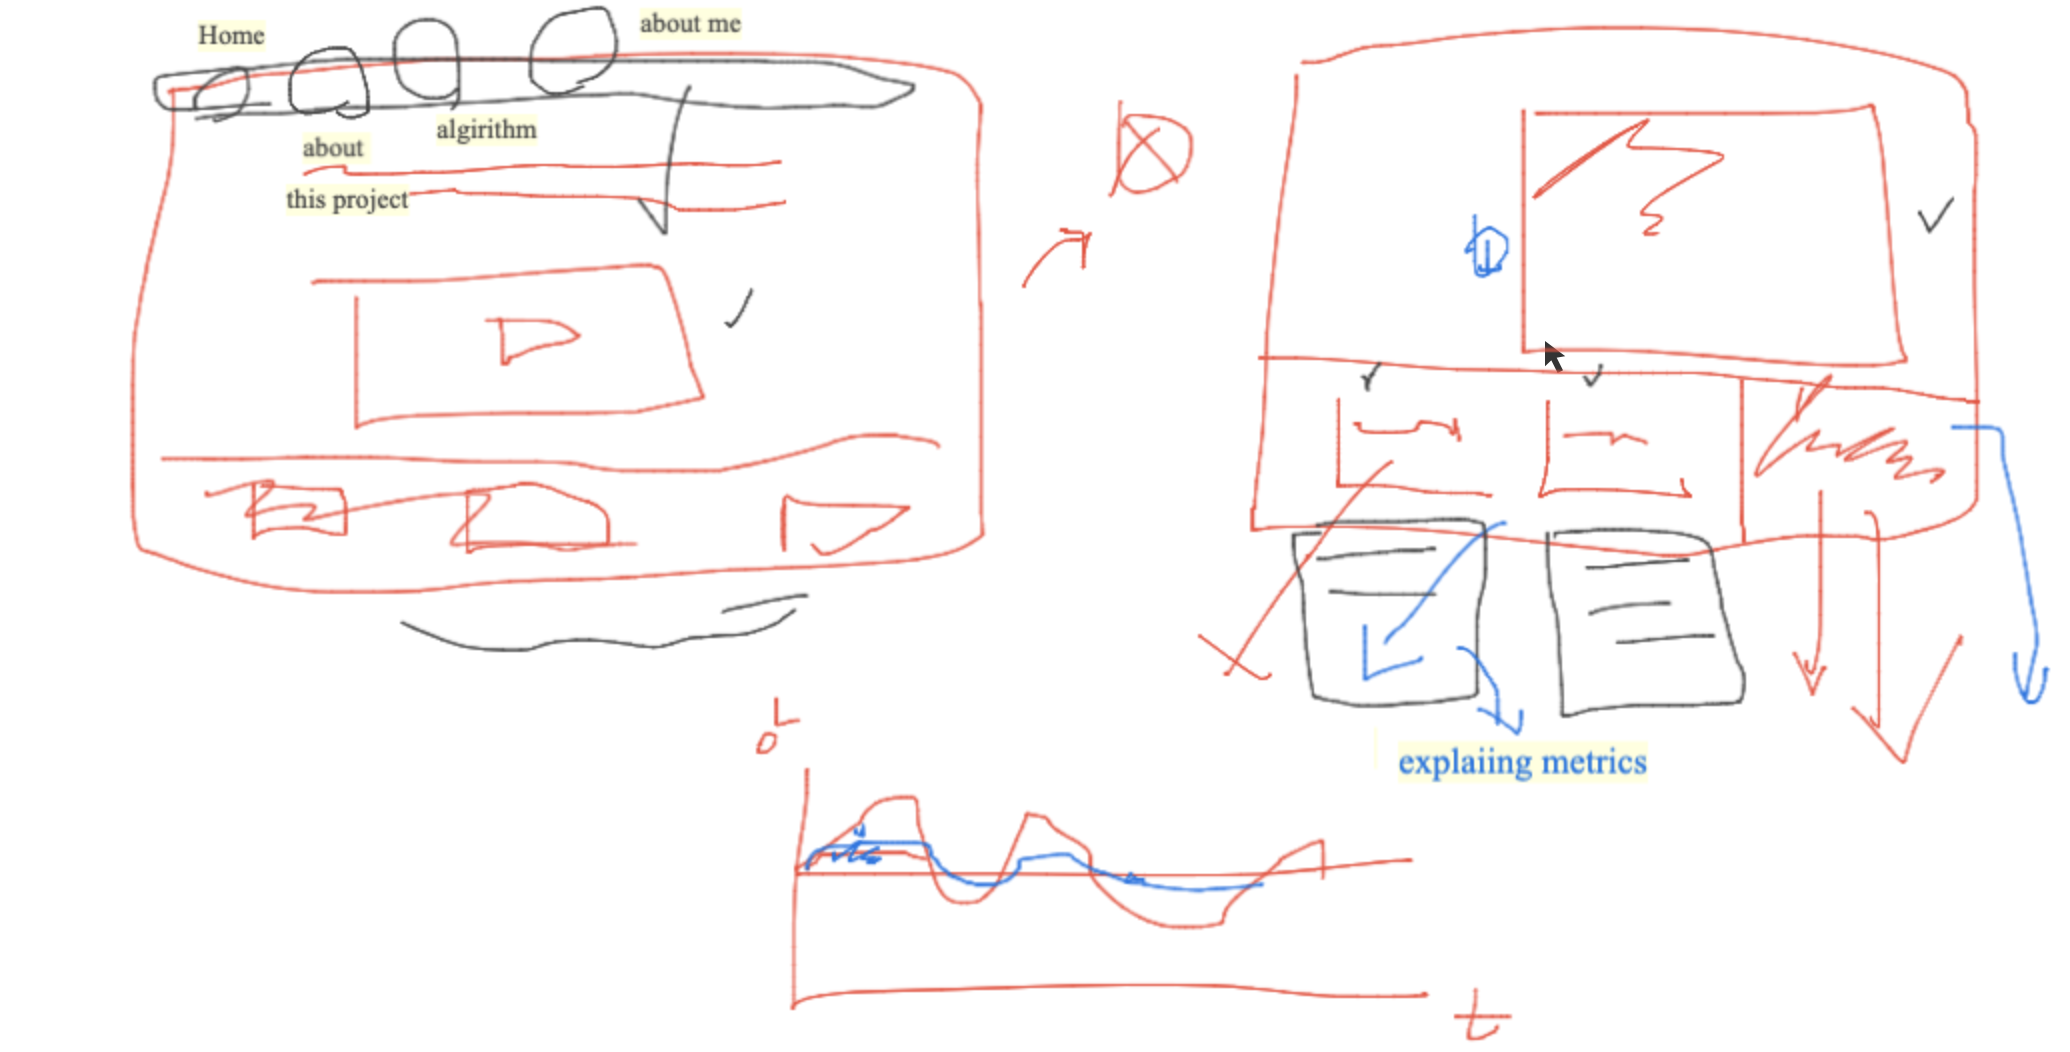 Home
about me
about
algirithm
this project
explaiing metrics
t